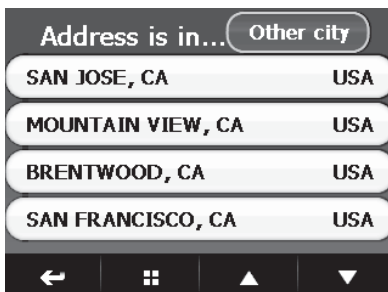 Address is in... Other city
SAN JOSE, CA USA
MOUNTAIN VIEW, CA USA
BRENTWOOD, CA USA
SAN FRANCISCO, CA USA